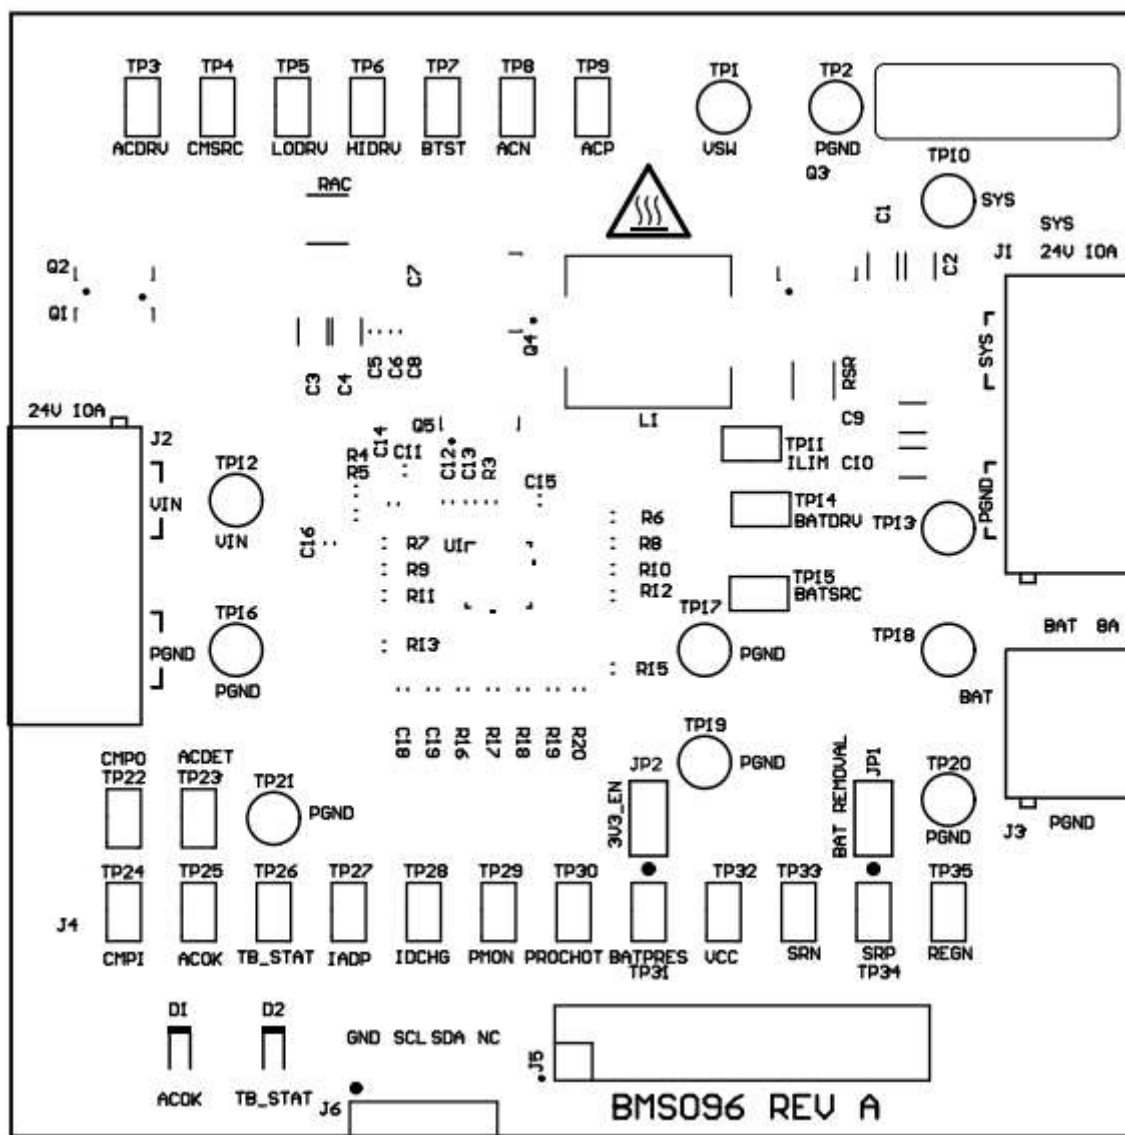 TP3 TP4 TP5 TP6 TP7 TP8 TP9 TP1 TP2
ACDRV CMSRC LODRV HIDRV BTST ACN ACP VSW PGND
Q3
TP10
SYS
RAC
C1
SYS
J1 24V 10A
C2
Q2
C7
Q1
Q4
SYS
C3 C4 C5 C6 C8
RSR
24V 10A
L1
C9
J2
Q5
TP11
ILIM C10
R4
R5
C14
C11
C12
C13
R3
C15
TP12
VIN
VIN
TP14
BATDRV
TP13
PGND
C16
R6
R7 U1 R8
R9 R10
R11 R12
TP15
BATSRC
TP16
PGND
PGND
R13
R15
TP17
PGND
TP18
BAT 8A
BAT
C18 C19 R16 R17 R18 R19 R20
TP19
PGND
CMPO ACDET
TP22 TP23
TP21
PGND
JP2
3V3_EN
JP1
BAT REMOVAL
TP20
PGND
J3 PGND
TP24 TP25 TP26 TP27 TP28 TP29 TP30 TP32 TP33 TP35
J4
CMPI ACOK TB_STAT IADP IDCHG PMON PROCHOT BATPRES VCC SRN SRP REGN
TP31 TP34
D1 D2
GND SCL SDA NC
J5
ACOK TB_STAT
J6
BMS096 REV A